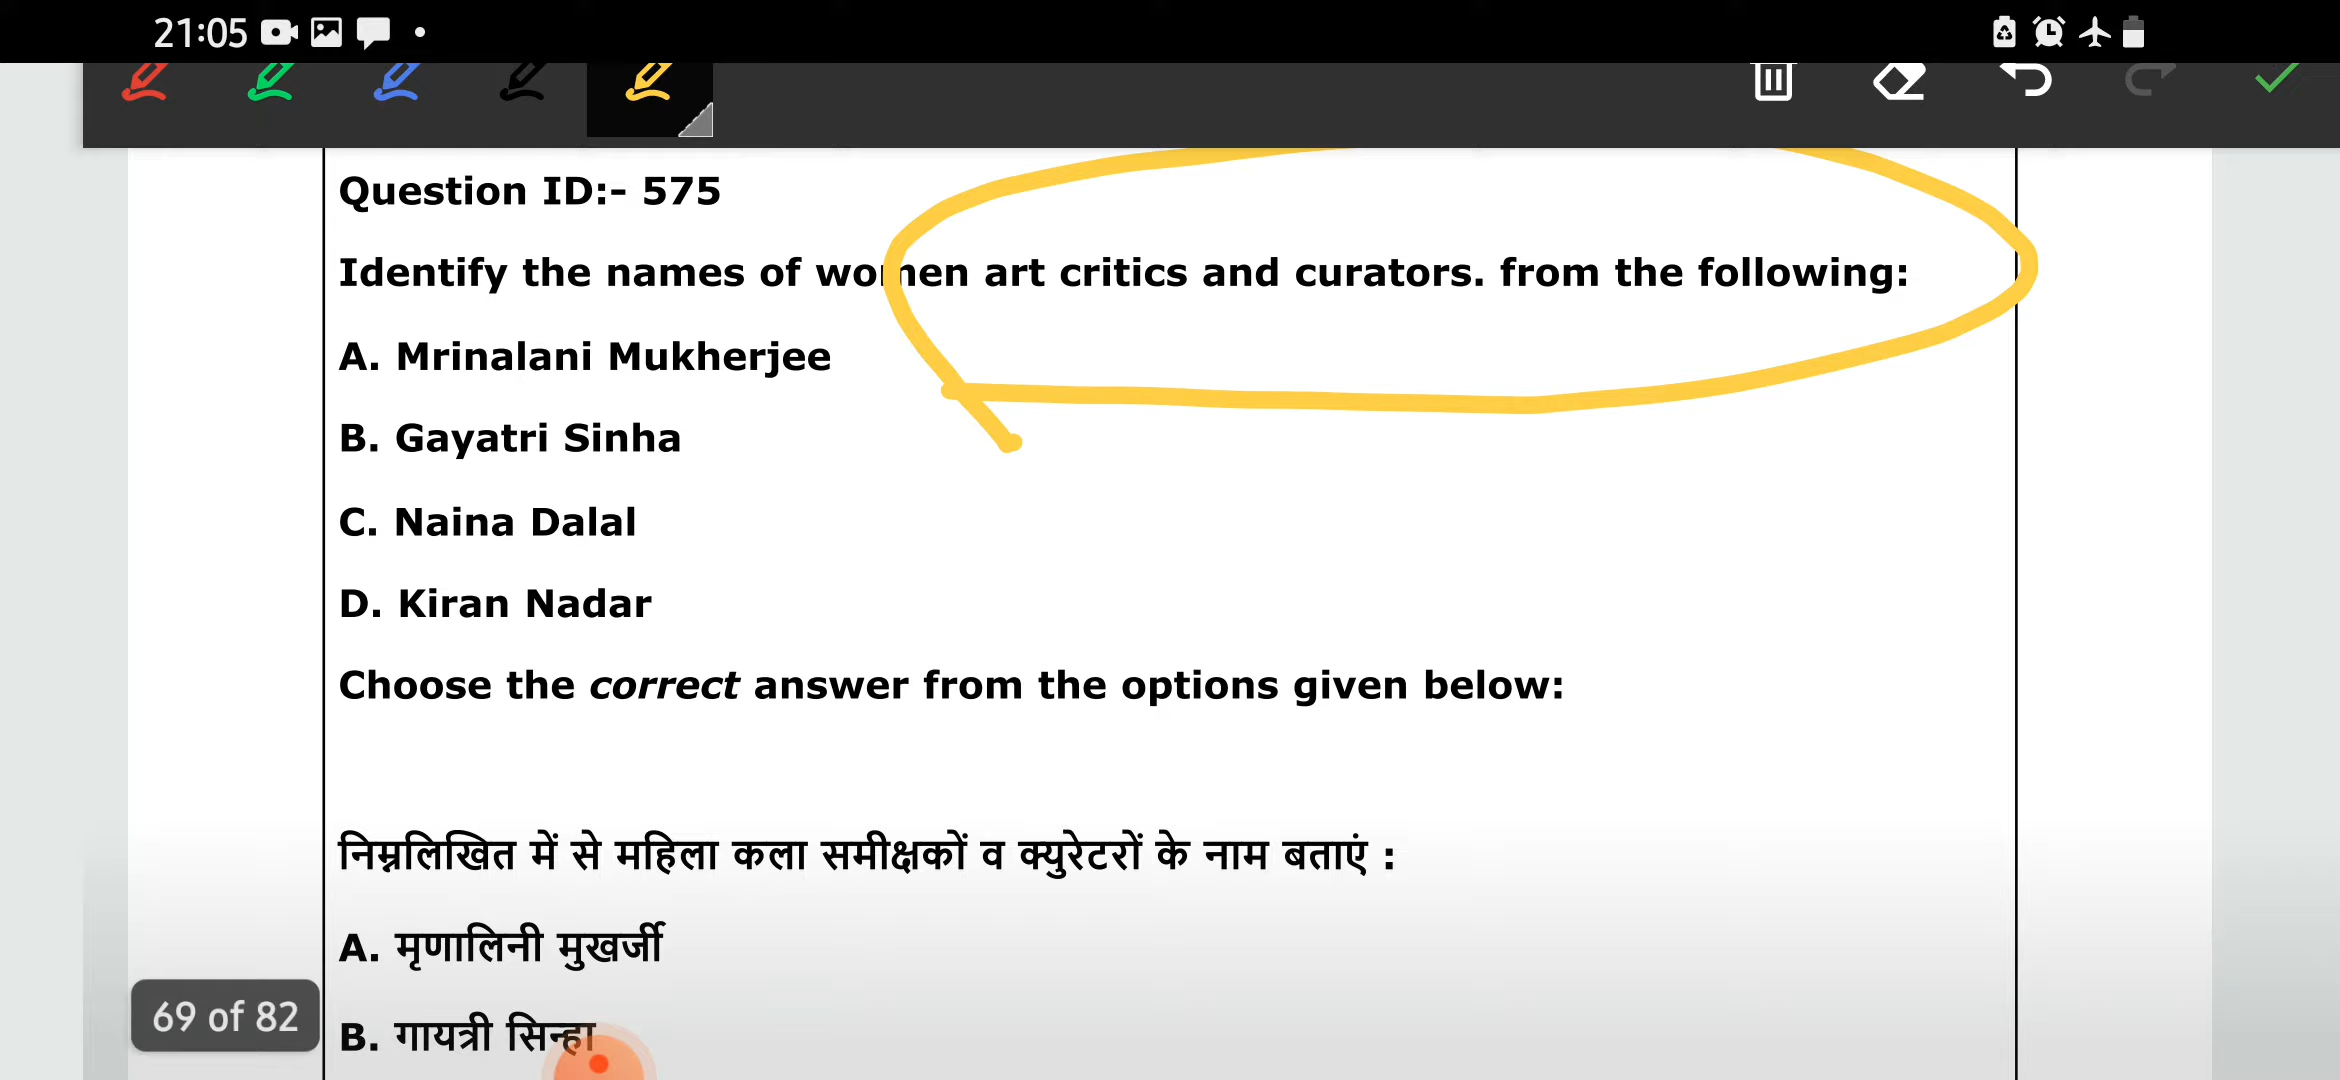 21:05
Question ID:- 575
Identify the names of women art critics and curators. from the following:
A. Mrinalani Mukherjee
B. Gayatri Sinha
C. Naina Dalal
D. Kiran Nadar
Choose the correct answer from the options given below:
निम्नलिखित में से महिला कला समीक्षकों व क्युरेटरों के नाम बताएं :
A. मृणालिनी मुखर्जी
69 of 82
B. गायत्री सिन्हा